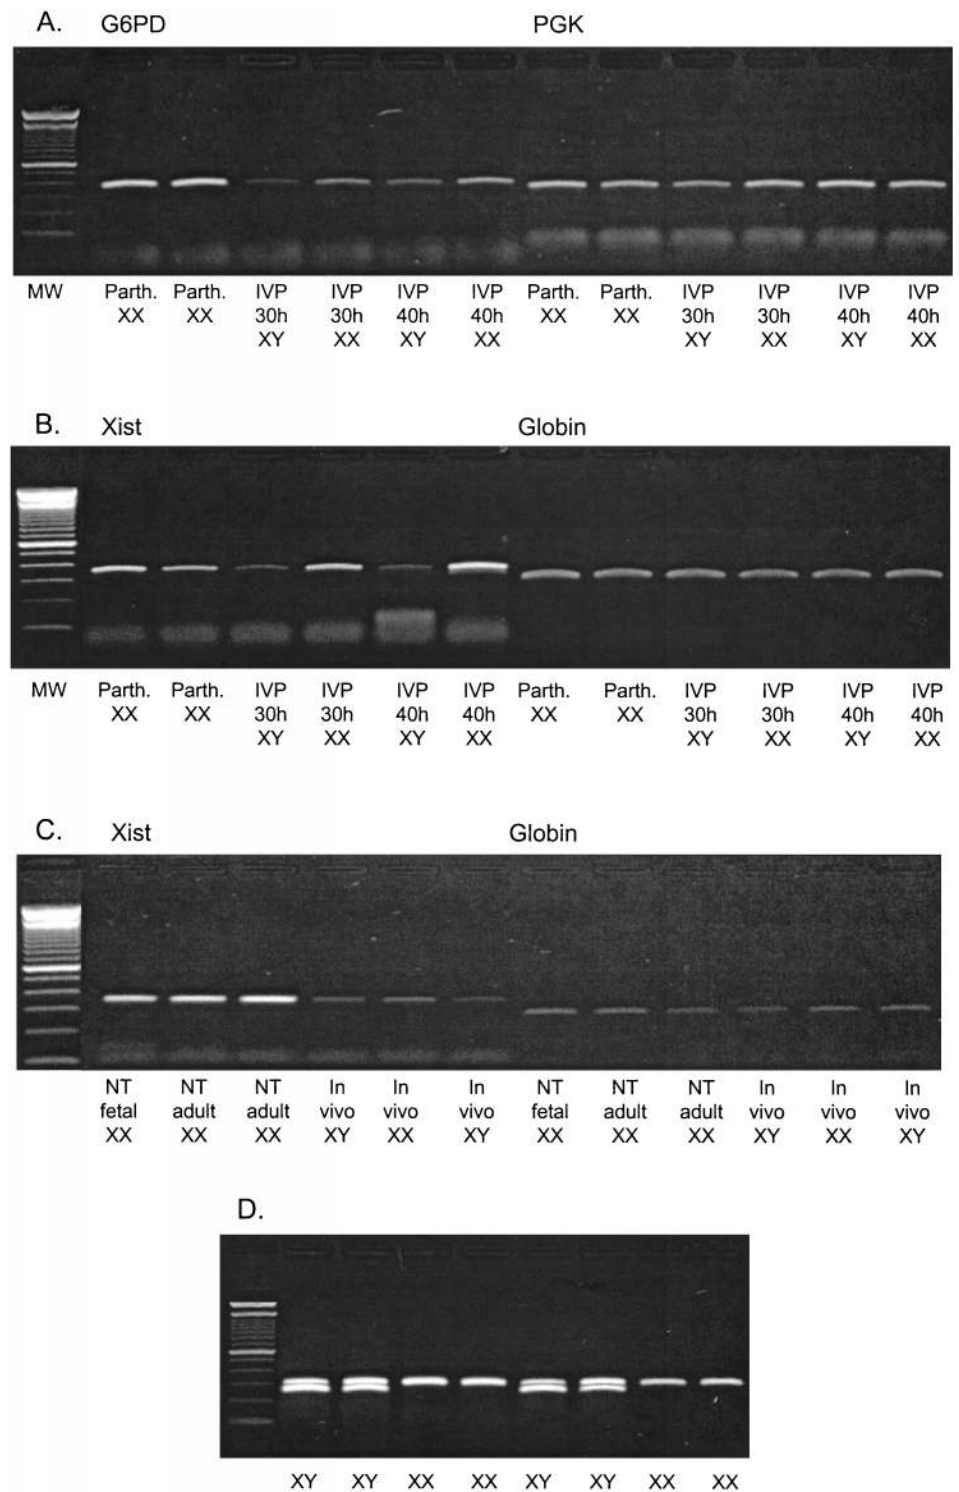 A. G6PD PGK
MW Parth. Parth. IVP IVP IVP IVP Parth. Parth. IVP IVP IVP IVP
XX XX 30h 30h 40h 40h XX XX 30h 30h 40h 40h
XY XX XY XX XY XX XY XX
B. Xist Globin
MW Parth. Parth. IVP IVP IVP IVP Parth. Parth. IVP IVP IVP IVP
XX XX 30h 30h 40h 40h XX XX 30h 30h 40h 40h
XY XX XY XX XY XX XY XX
C. Xist Globin
NT NT NT In In In NT NT NT In In In
fetal adult adult vivo vivo vivo fetal adult adult vivo vivo vivo
XX XX XX XY XX XY XX XX XX XY XX XY
D.
XY XY XX XX XY XY XX XX